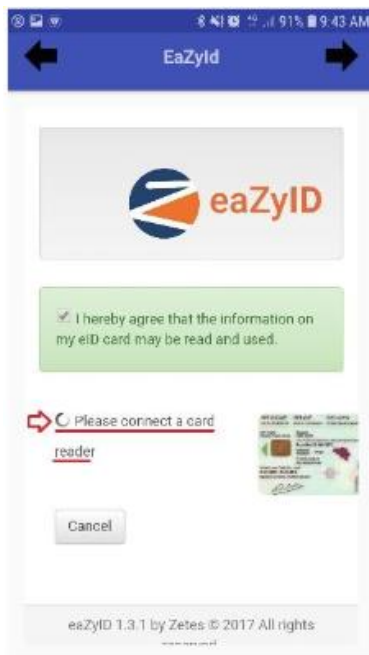 91% 9:43 AM
EaZyId
eaZyID
I hereby agree that the information on
my eID card may be read and used.
Please connect a card
reader
Cancel
eaZyID 1.3.1 by Zetes © 2017 All rights